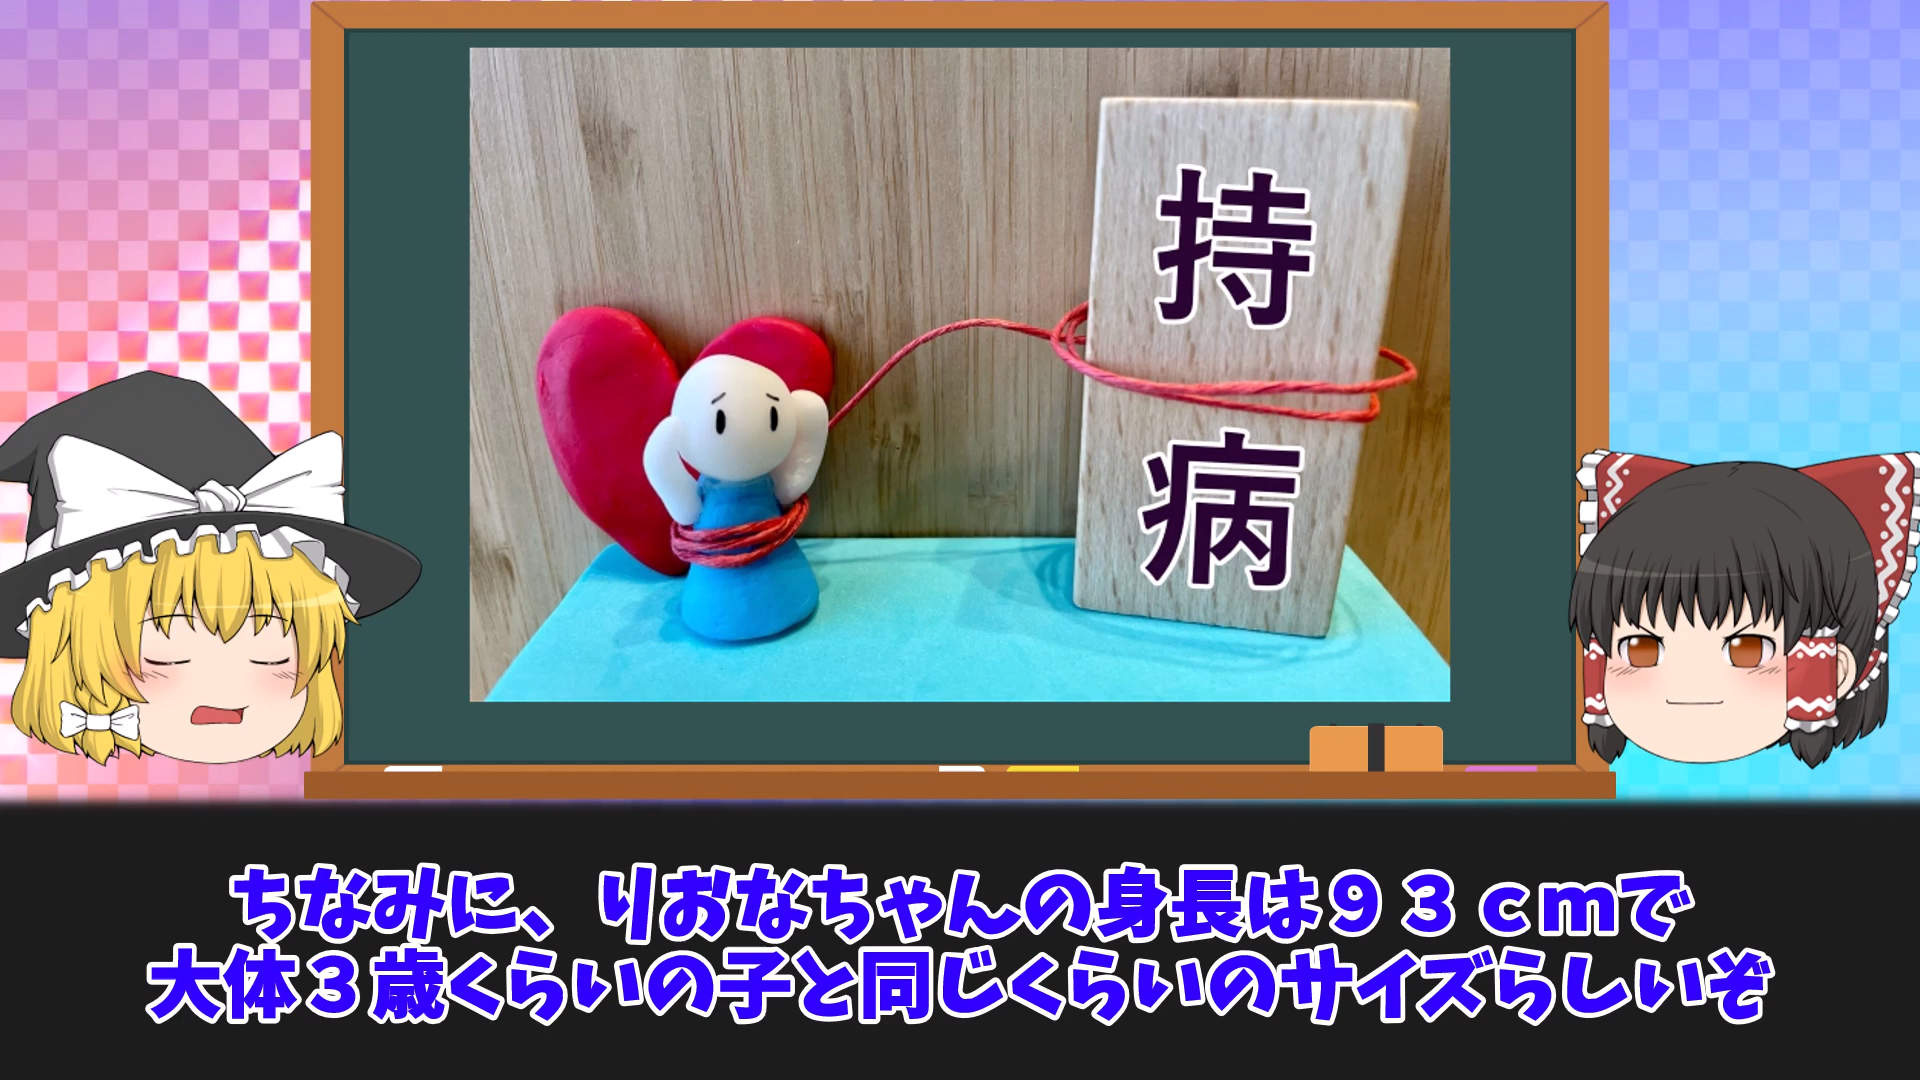 持
病
ちなみに、りおなちゃんの身長は９３ｃｍで
大体３歳くらいの子と同じくらいのサイズらしいぞ